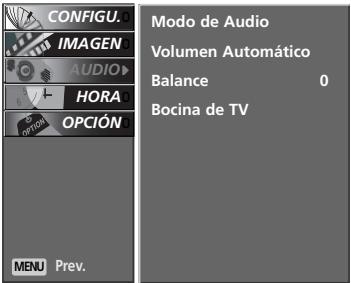 CONFIGU.
IMAGEN
AUDIO
HORA
OPCIÓN
MENU Prev.
Modo de Audio
Volumen Automático
Balance 0
Bocina de TV